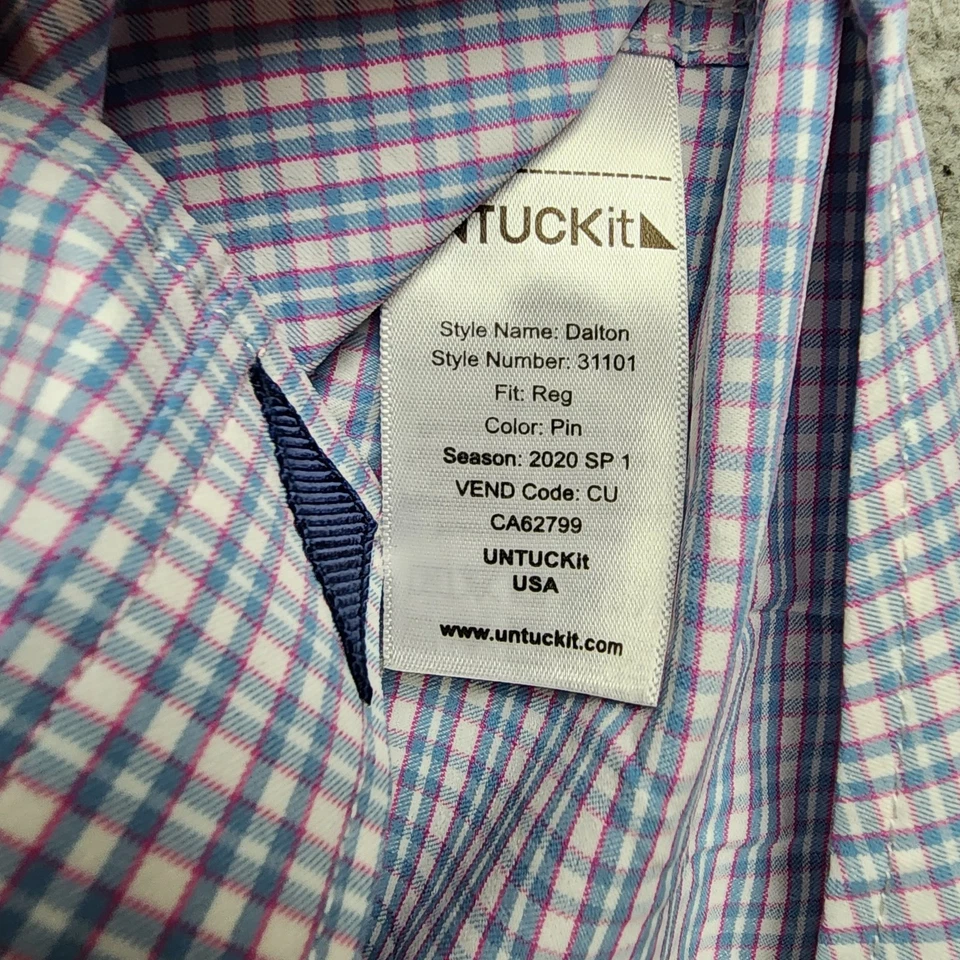 NTUCKit
Style Name: Dalton
Style Number: 31101
Fit: Reg
Color: Pin
Season: 2020 SP 1
VEND Code: CU
CA62799
UNTUCKit
USA
www.untuckit.com